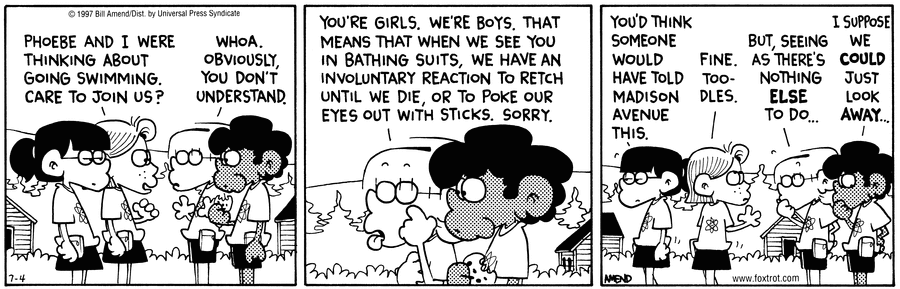 © 1997 Bill Amend/Dist. by Universal Press Syndicate
PHOEBE AND I WERE
THINKING ABOUT
GOING SWIMMING.
CARE TO JOIN US?
WHOA.
OBVIOUSLY,
YOU DON'T
UNDERSTAND.
7-4
YOU'RE GIRLS. WE'RE BOYS. THAT
MEANS THAT WHEN WE SEE YOU
IN BATHING SUITS, WE HAVE AN
INVOLUNTARY REACTION TO RETCH
UNTIL WE DIE, OR TO POKE OUR
EYES OUT WITH STICKS. SORRY.
YOU'D THINK
SOMEONE
WOULD
HAVE TOLD
MADISON
AVENUE
THIS.
FINE.
TOO-
DLES.
BUT, SEEING
AS THERE'S
NOTHING
ELSE
TO DO...
I SUPPOSE
WE
COULD
JUST
LOOK
AWAY...
AMEND
www.foxtrot.com